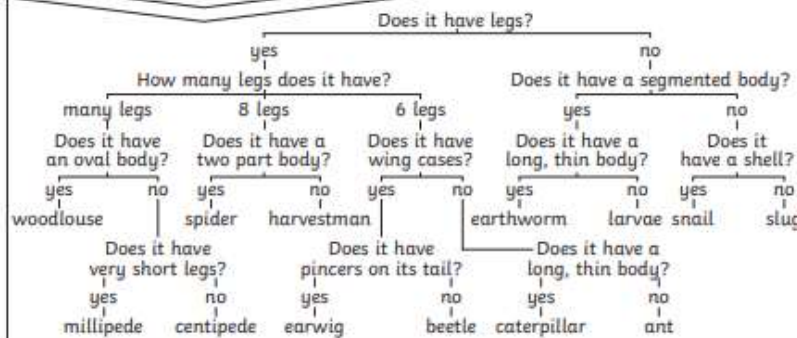 Does it have legs?
yes no
How many legs does it have? Does it have a segmented body?
many legs 8 legs 6 legs yes no
Does it have Does it have a Does it have Does it have a Does it
an oval body? two part body? wing cases? long, thin body? have a shell?
yes no yes no yes no yes no yes no
woodlouse spider harvestman earthworm larvae snail slug
Does it have Does it have Does it have a
very short legs? pincers on its tail? long, thin body?
yes no yes no yes no
millipede centipede earwig beetle caterpillar ant